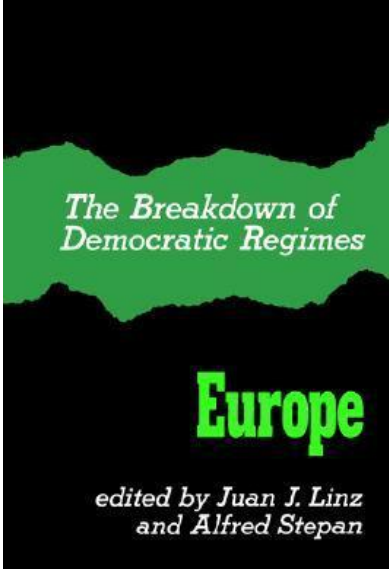 The Breakdown of
Democratic Regimes
Europe
edited by Juan J. Linz
and Alfred Stepan